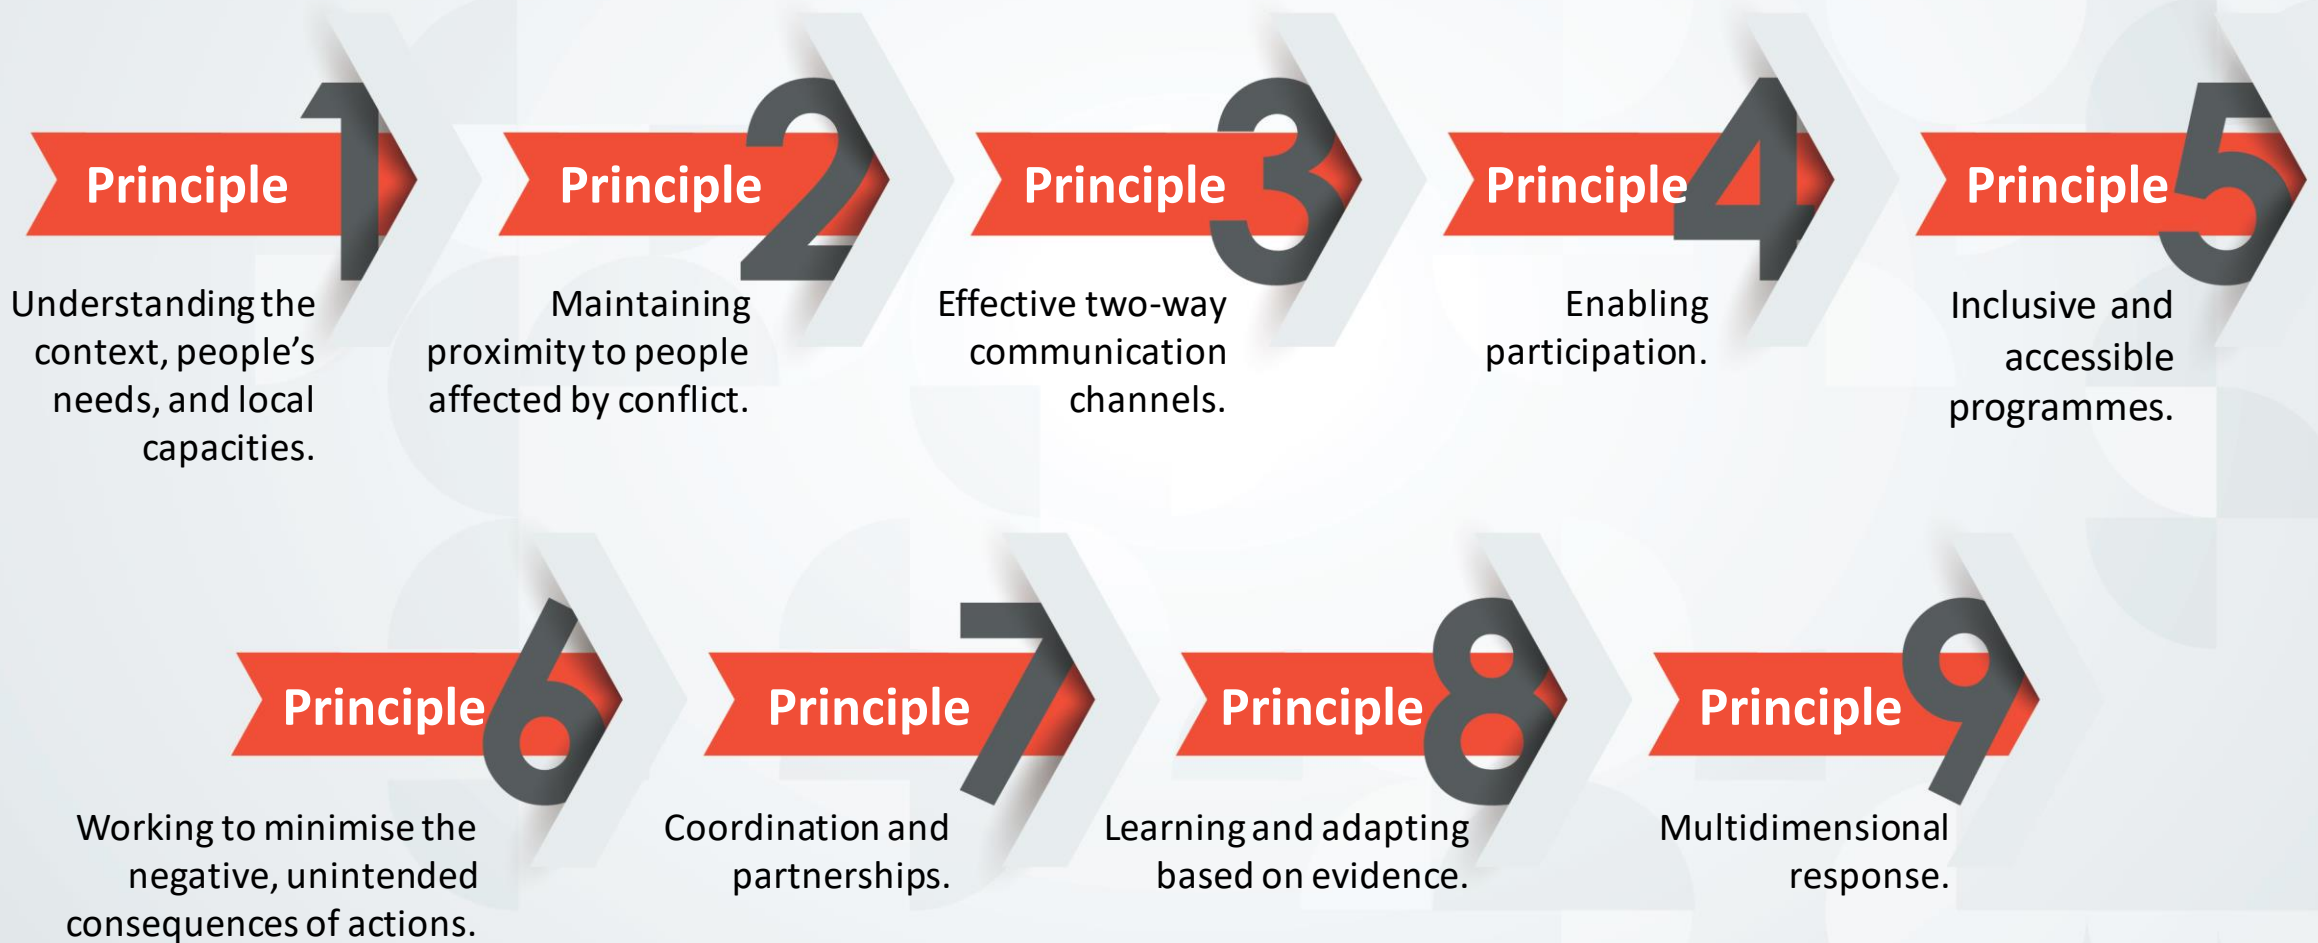 Principle 1
Understanding the
context, people’s
needs, and local
capacities.
Principle 2
Maintaining
proximity to people
affected by conflict.
Principle 3
Effective two-way
communication
channels.
Principle 4
Enabling
participation.
Principle 5
Inclusive and
accessible
programmes.
Principle 6
Working to minimise the
negative, unintended
consequences of actions.
Principle 7
Coordination and
partnerships.
Principle 8
Learning and adapting
based on evidence.
Principle 9
Multidimensional
response.